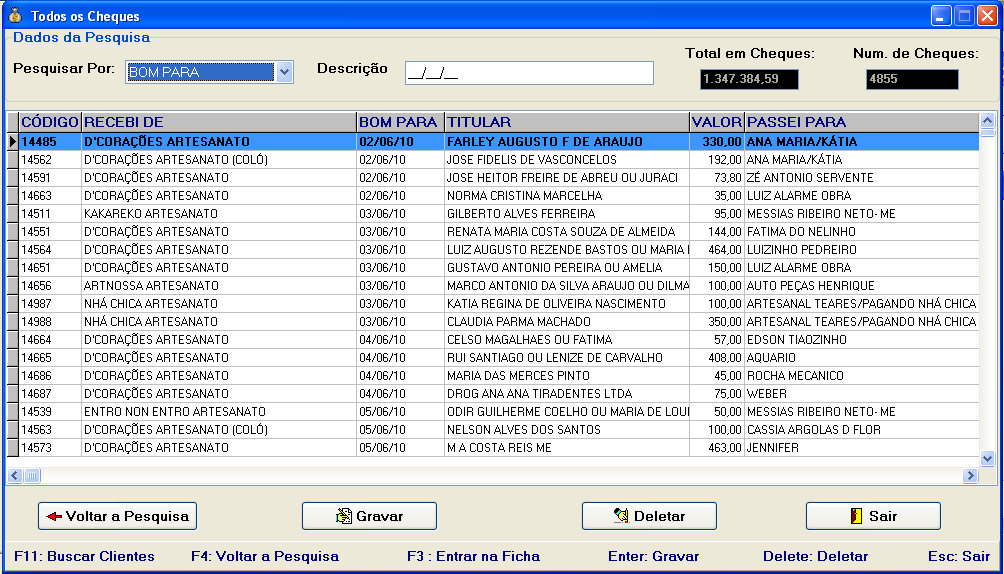 Todos os Cheques
Dados da Pesquisa
Pesquisar Por: BOM PARA Descrição __/__/__ Total em Cheques: 1.347.384,59 Num. de Cheques: 4855
CÓDIGO RECEBI DE BOM PARA TITULAR VALOR PASSEI PARA
14485 D'CORAÇÕES ARTESANATO 02/06/10 FARLEY AUGUSTO F DE ARAUJO 330,00 ANA MARIA/KÁTIA
14562 D'CORAÇÕES ARTESANATO (COLÓ) 02/06/10 JOSE FIDELIS DE VASCONCELOS 192,00 ANA MARIA/KÁTIA
14591 D'CORAÇÕES ARTESANATO 02/06/10 JOSE HEITOR FREIRE DE ABREU OU JURACI 73,80 ZÉ ANTONIO SERVENTE
14663 D'CORAÇÕES ARTESANATO 02/06/10 NORMA CRISTINA MARCELHA 35,00 LUIZ ALARME OBRA
14511 KAKAREKO ARTESANATO 03/06/10 GILBERTO ALVES FERREIRA 95,00 MESSIAS RIBEIRO NETO- ME
14551 D'CORAÇÕES ARTESANATO 03/06/10 RENATA MARIA COSTA SOUZA DE ALMEIDA 144,00 FATIMA DO NELINHO
14564 D'CORAÇÕES ARTESANATO 03/06/10 LUIZ AUGUSTO REZENDE BASTOS OU MARIA 464,00 LUIZINHO PEDREIRO
14651 D'CORAÇÕES ARTESANATO 03/06/10 GUSTAVO ANTONIO PEREIRA OU AMELIA 150,00 LUIZ ALARME OBRA
14656 ARTNOSSA ARTESANATO 03/06/10 MARCO ANTONIO DA SILVA ARAUJO OU DILMA 100,00 AUTO PEÇAS HENRIQUE
14987 NHÁ CHICA ARTESANATO 03/06/10 KATIA REGINA DE OLIVEIRA NASCIMENTO 100,00 ARTESANAL TEARES/PAGANDO NHÁ CHICA
14988 NHÁ CHICA ARTESANATO 03/06/10 CLAUDIA PARMA MACHADO 350,00 ARTESANAL TEARES/PAGANDO NHÁ CHICA
14664 D'CORAÇÕES ARTESANATO 04/06/10 CELSO MAGALHAES OU FATIMA 57,00 EDSON TIAOZINHO
14665 D'CORAÇÕES ARTESANATO 04/06/10 RUI SANTIAGO OU LENIZE DE CARVALHO 408,00 AQUARIO
14686 D'CORAÇÕES ARTESANATO 04/06/10 MARIA DAS MERCES PINTO 45,00 ROCHA MECANICO
14687 D'CORAÇÕES ARTESANATO 04/06/10 DROG ANA ANA TIRADENTES LTDA 75,00 WEBER
14539 ENTRO NON ENTRO ARTESANATO 05/06/10 ODIR GUILHERME COELHO OU MARIA DE LOU 50,00 MESSIAS RIBEIRO NETO- ME
14563 D'CORAÇÕES ARTESANATO (COLÓ) 05/06/10 NELSON ALVES DOS SANTOS 100,00 CASSIA ARGOLAS D FLOR
14573 D'CORAÇÕES ARTESANATO 05/06/10 M A COSTA REIS ME 463,00 JENNIFER
Voltar a Pesquisa Gravar Deletar Sair
F11: Buscar Clientes F4: Voltar a Pesquisa F3 : Entrar na Ficha Enter: Gravar Delete: Deletar Esc: Sair